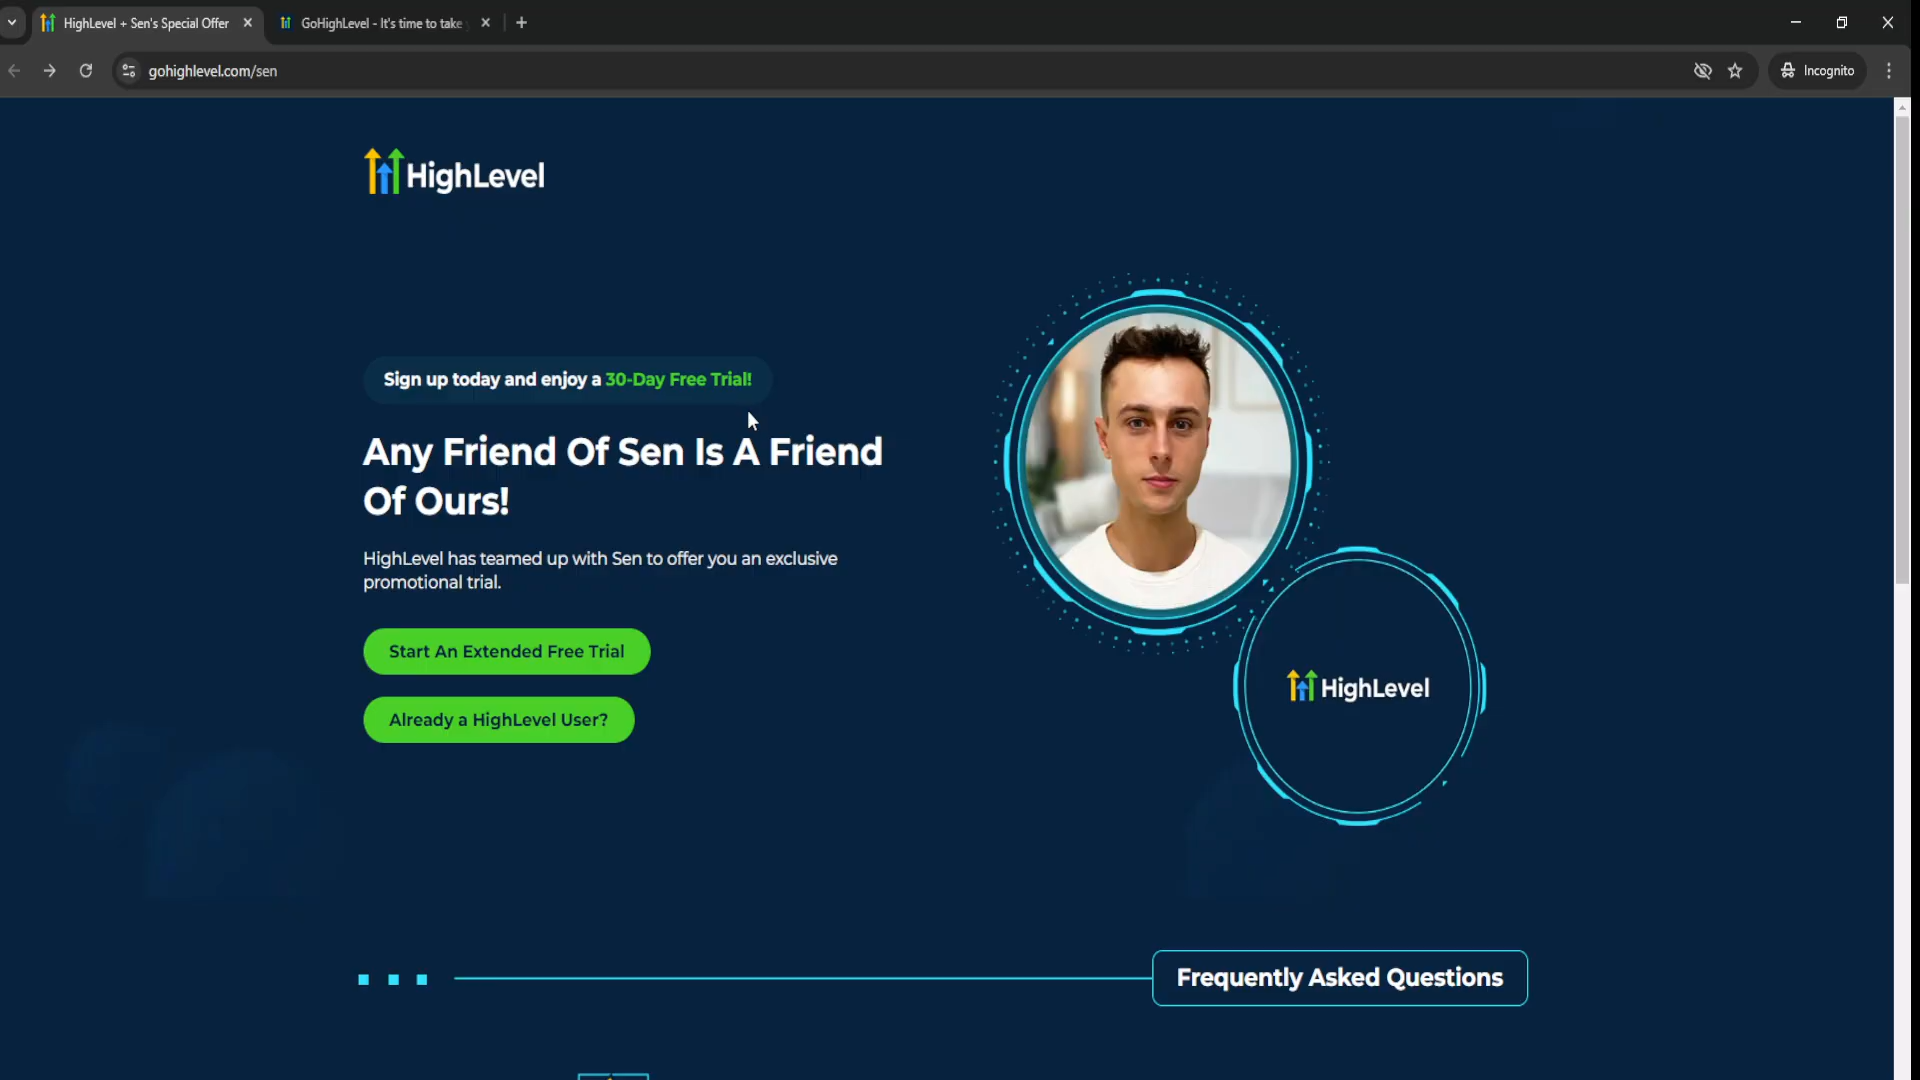 HighLevel + Sen's Special Offer
GoHighLevel - It's time to take
gohighlevel.com/sen
Incognito
HighLevel
Sign up today and enjoy a 30-Day Free Trial!
Any Friend Of Sen Is A Friend
Of Ours!
HighLevel has teamed up with Sen to offer you an exclusive
promotional trial.
Start An Extended Free Trial
Already a HighLevel User?
HighLevel
Frequently Asked Questions